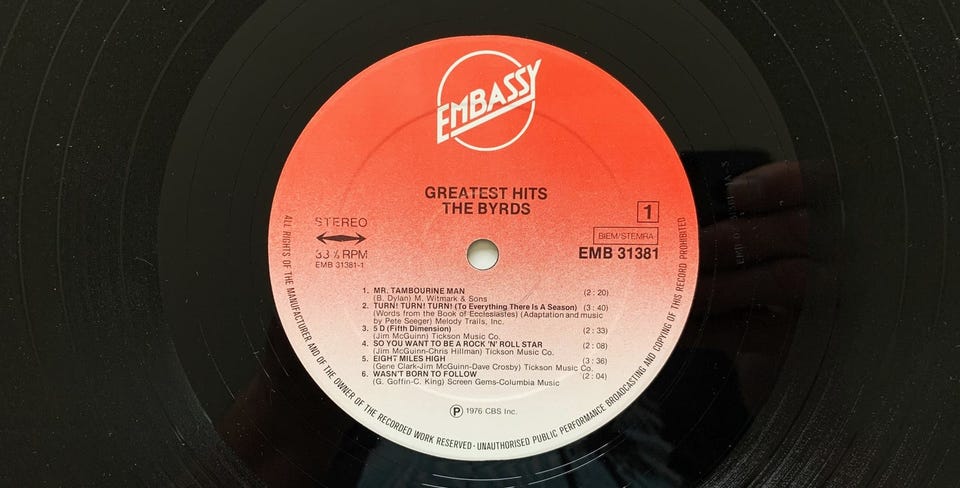 EMBASSY
GREATEST HITS
THE BYRDS
STEREO
33 ⅓ RPM
EMB 31381-1
1
BIEM/STEMRA
EMB 31381
1. MR. TAMBOURINE MAN (2 : 20)
(B. Dylan) M. Witmark & Sons
2. TURN! TURN! TURN! (To Everything There Is A Season) (3 : 40)
(Words from the Book of Ecclesiastes) (Adaptation and music
by Pete Seeger) Melody Trails, Inc.
3. 5 D (Fifth Dimension) (2 : 33)
(Jim McGuinn) Tickson Music Co.
4. SO YOU WANT TO BE A ROCK 'N' ROLL STAR (2 : 08)
(Jim McGuinn-Chris Hillman) Tickson Music Co.
5. EIGHT MILES HIGH (3 : 36)
(Gene Clark-Jim McGuinn-Dave Crosby) Tickson Music Co.
6. WASN'T BORN TO FOLLOW (2 : 04)
(G. Goffin-C. King) Screen Gems-Columbia Music
Ⓟ 1976 CBS Inc.
ALL RIGHTS OF THE MANUFACTURER AND OF THE OWNER OF THE RECORDED WORK RESERVED · UNAUTHORISED PUBLIC PERFORMANCE BROADCASTING AND COPYING OF THIS RECORD PROHIBITED